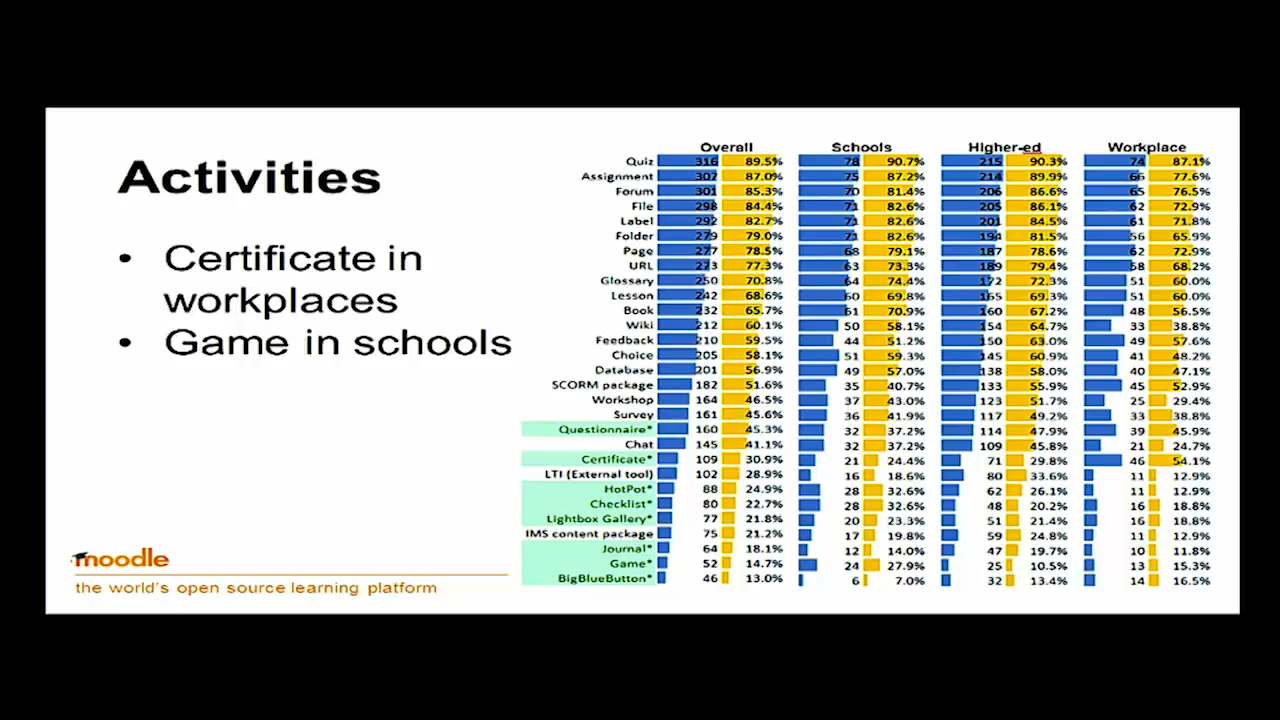 Activities
• Certificate in
workplaces
• Game in schools
moodle
the world's open source learning platform
Overall Schools Higher-ed Workplace
Quiz 316 89.5% 78 90.7% 215 90.3% 74 87.1%
Assignment 307 87.0% 75 87.2% 214 89.9% 66 77.6%
Forum 301 85.3% 70 81.4% 206 86.6% 65 76.5%
File 298 84.4% 71 82.6% 205 86.1% 62 72.9%
Label 292 82.7% 71 82.6% 201 84.5% 61 71.8%
Folder 279 79.0% 71 82.6% 194 81.5% 56 65.9%
Page 277 78.5% 68 79.1% 187 78.6% 62 72.9%
URL 273 77.3% 63 73.3% 189 79.4% 58 68.2%
Glossary 250 70.8% 64 74.4% 172 72.3% 51 60.0%
Lesson 242 68.6% 60 69.8% 165 69.3% 51 60.0%
Book 232 65.7% 61 70.9% 160 67.2% 48 56.5%
Wiki 212 60.1% 50 58.1% 154 64.7% 33 38.8%
Feedback 210 59.5% 44 51.2% 150 63.0% 49 57.6%
Choice 205 58.1% 51 59.3% 145 60.9% 41 48.2%
Database 201 56.9% 49 57.0% 138 58.0% 40 47.1%
SCORM package 182 51.6% 35 40.7% 133 55.9% 45 52.9%
Workshop 164 46.5% 37 43.0% 123 51.7% 25 29.4%
Survey 161 45.6% 36 41.9% 117 49.2% 33 38.8%
Questionnaire* 160 45.3% 32 37.2% 114 47.9% 39 45.9%
Chat 145 41.1% 32 37.2% 109 45.8% 21 24.7%
Certificate* 109 30.9% 21 24.4% 71 29.8% 46 54.1%
LTI (External tool) 102 28.9% 16 18.6% 80 33.6% 11 12.9%
HotPot* 88 24.9% 28 32.6% 62 26.1% 11 12.9%
Checklist* 80 22.7% 28 32.6% 48 20.2% 16 18.8%
Lightbox Gallery* 77 21.8% 20 23.3% 51 21.4% 16 18.8%
IMS content package 75 21.2% 17 19.8% 59 24.8% 11 12.9%
Journal* 64 18.1% 12 14.0% 47 19.7% 10 11.8%
Game* 52 14.7% 24 27.9% 25 10.5% 13 15.3%
BigBlueButton* 46 13.0% 6 7.0% 32 13.4% 14 16.5%